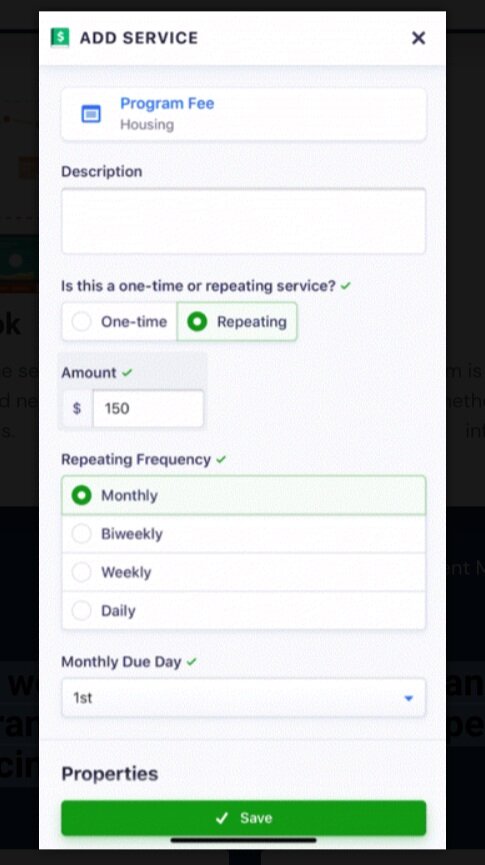 $ ADD SERVICE ×
Program Fee
Housing
Description
Is this a one-time or repeating service? ✓
One-time Repeating
Amount ✓
$ 150
Repeating Frequency ✓
Monthly
Biweekly
Weekly
Daily
Monthly Due Day ✓
1st
Properties
✓ Save